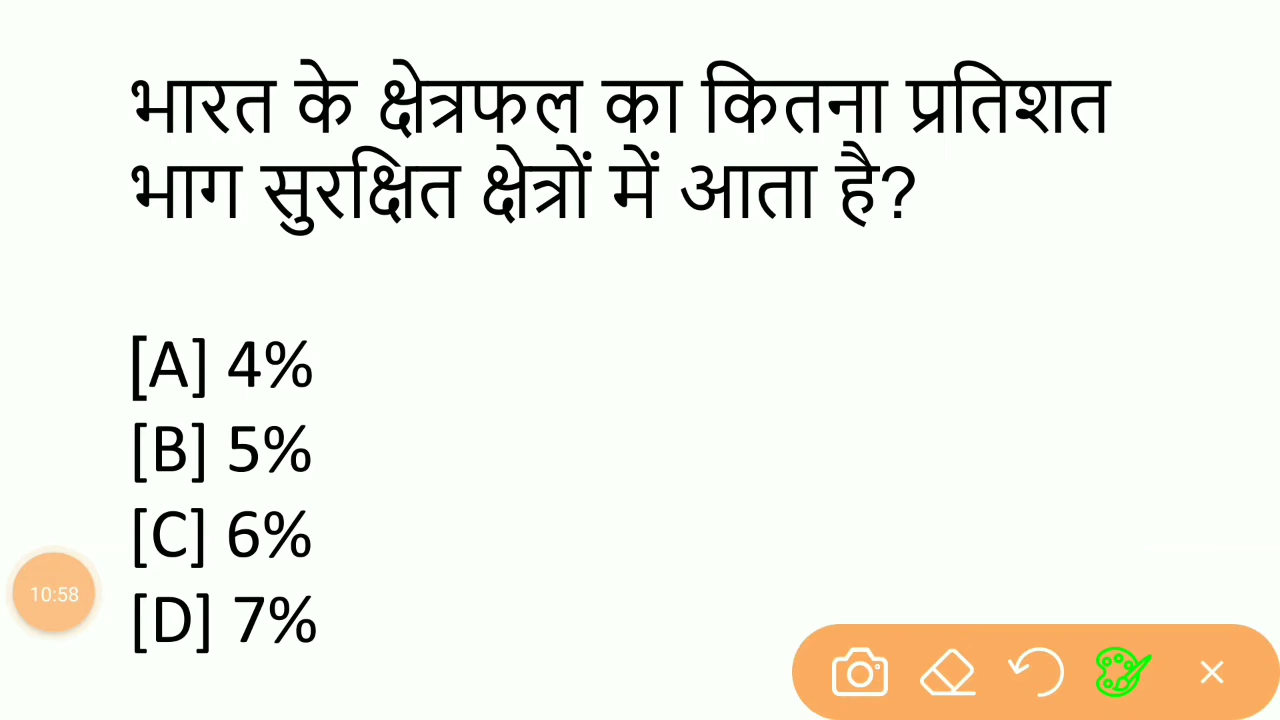 भारत के क्षेत्रफल का कितना प्रतिशत
भाग सुरक्षित क्षेत्रों में आता है?
[A] 4%
[B] 5%
[C] 6%
[D] 7%
10:58